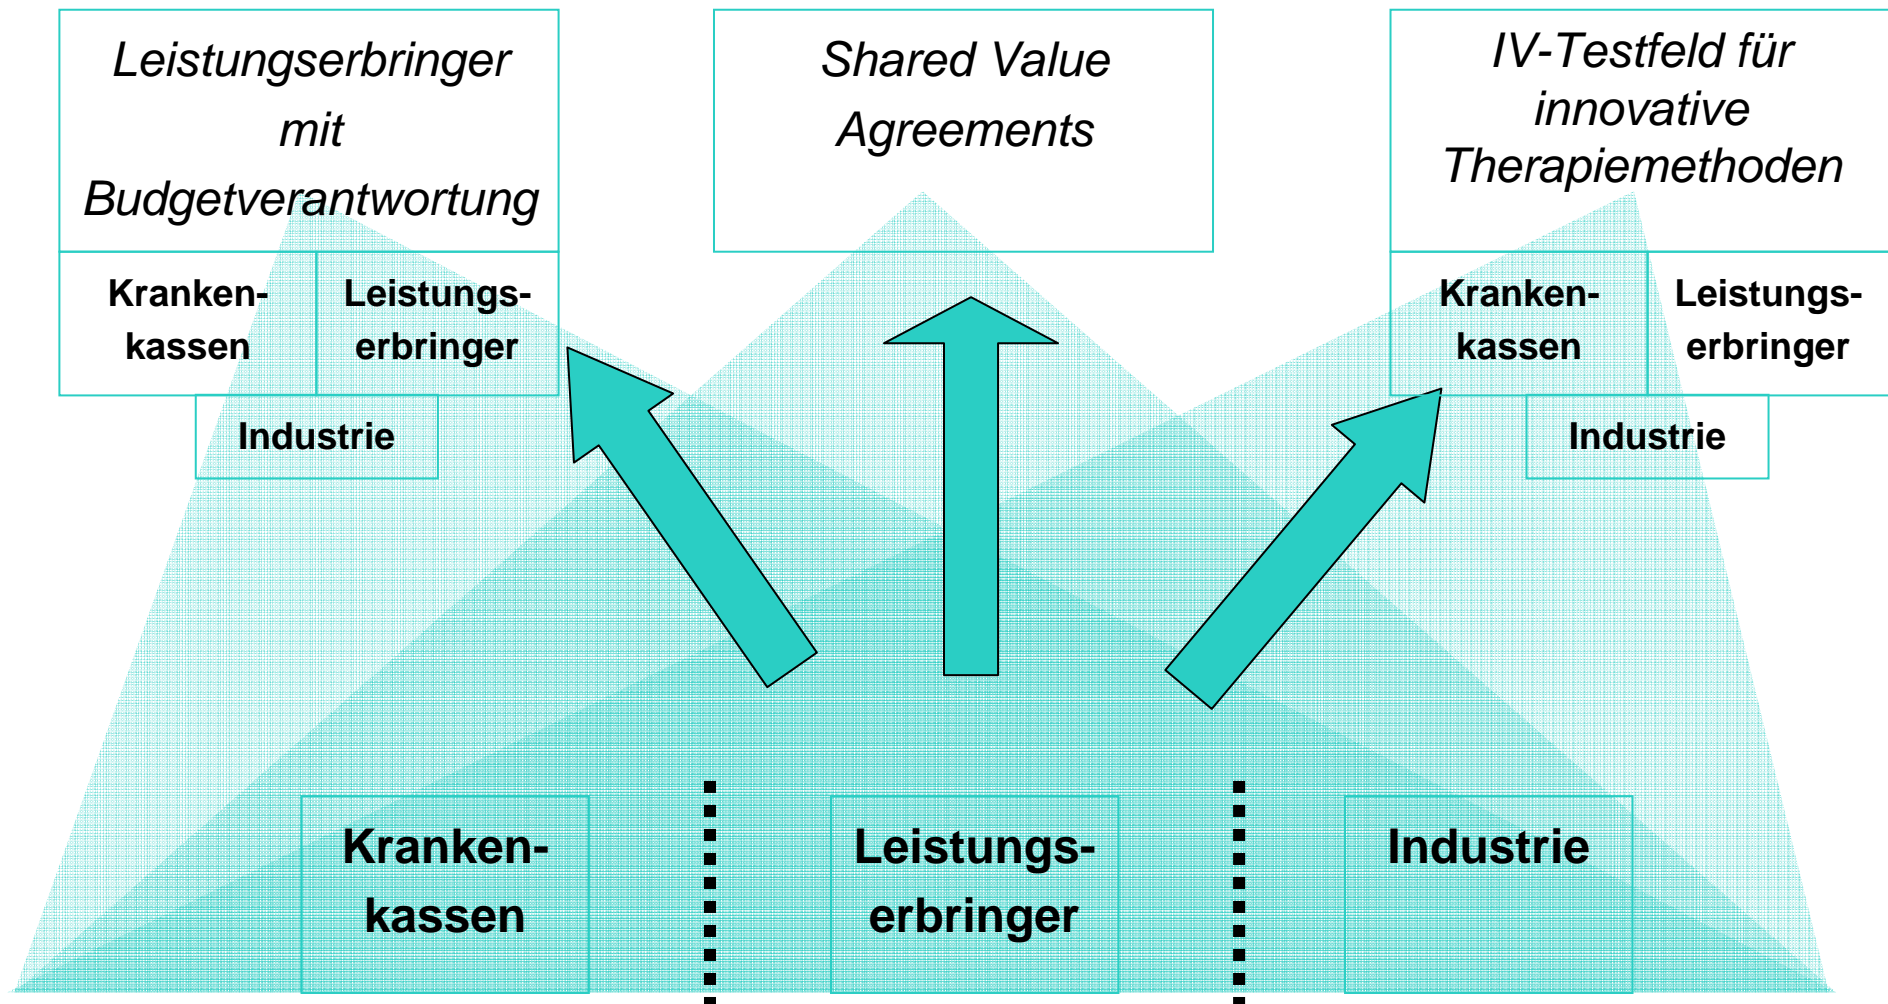 Leistungserbringer
mit
Budgetverantwortung
Kranken-
kassen
Leistungs-
erbringer
Industrie
Shared Value
Agreements
IV-Testfeld für
innovative
Therapiemethoden
Kranken-
kassen
Leistungs-
erbringer
Industrie
Kranken-
kassen
Leistungs-
erbringer
Industrie